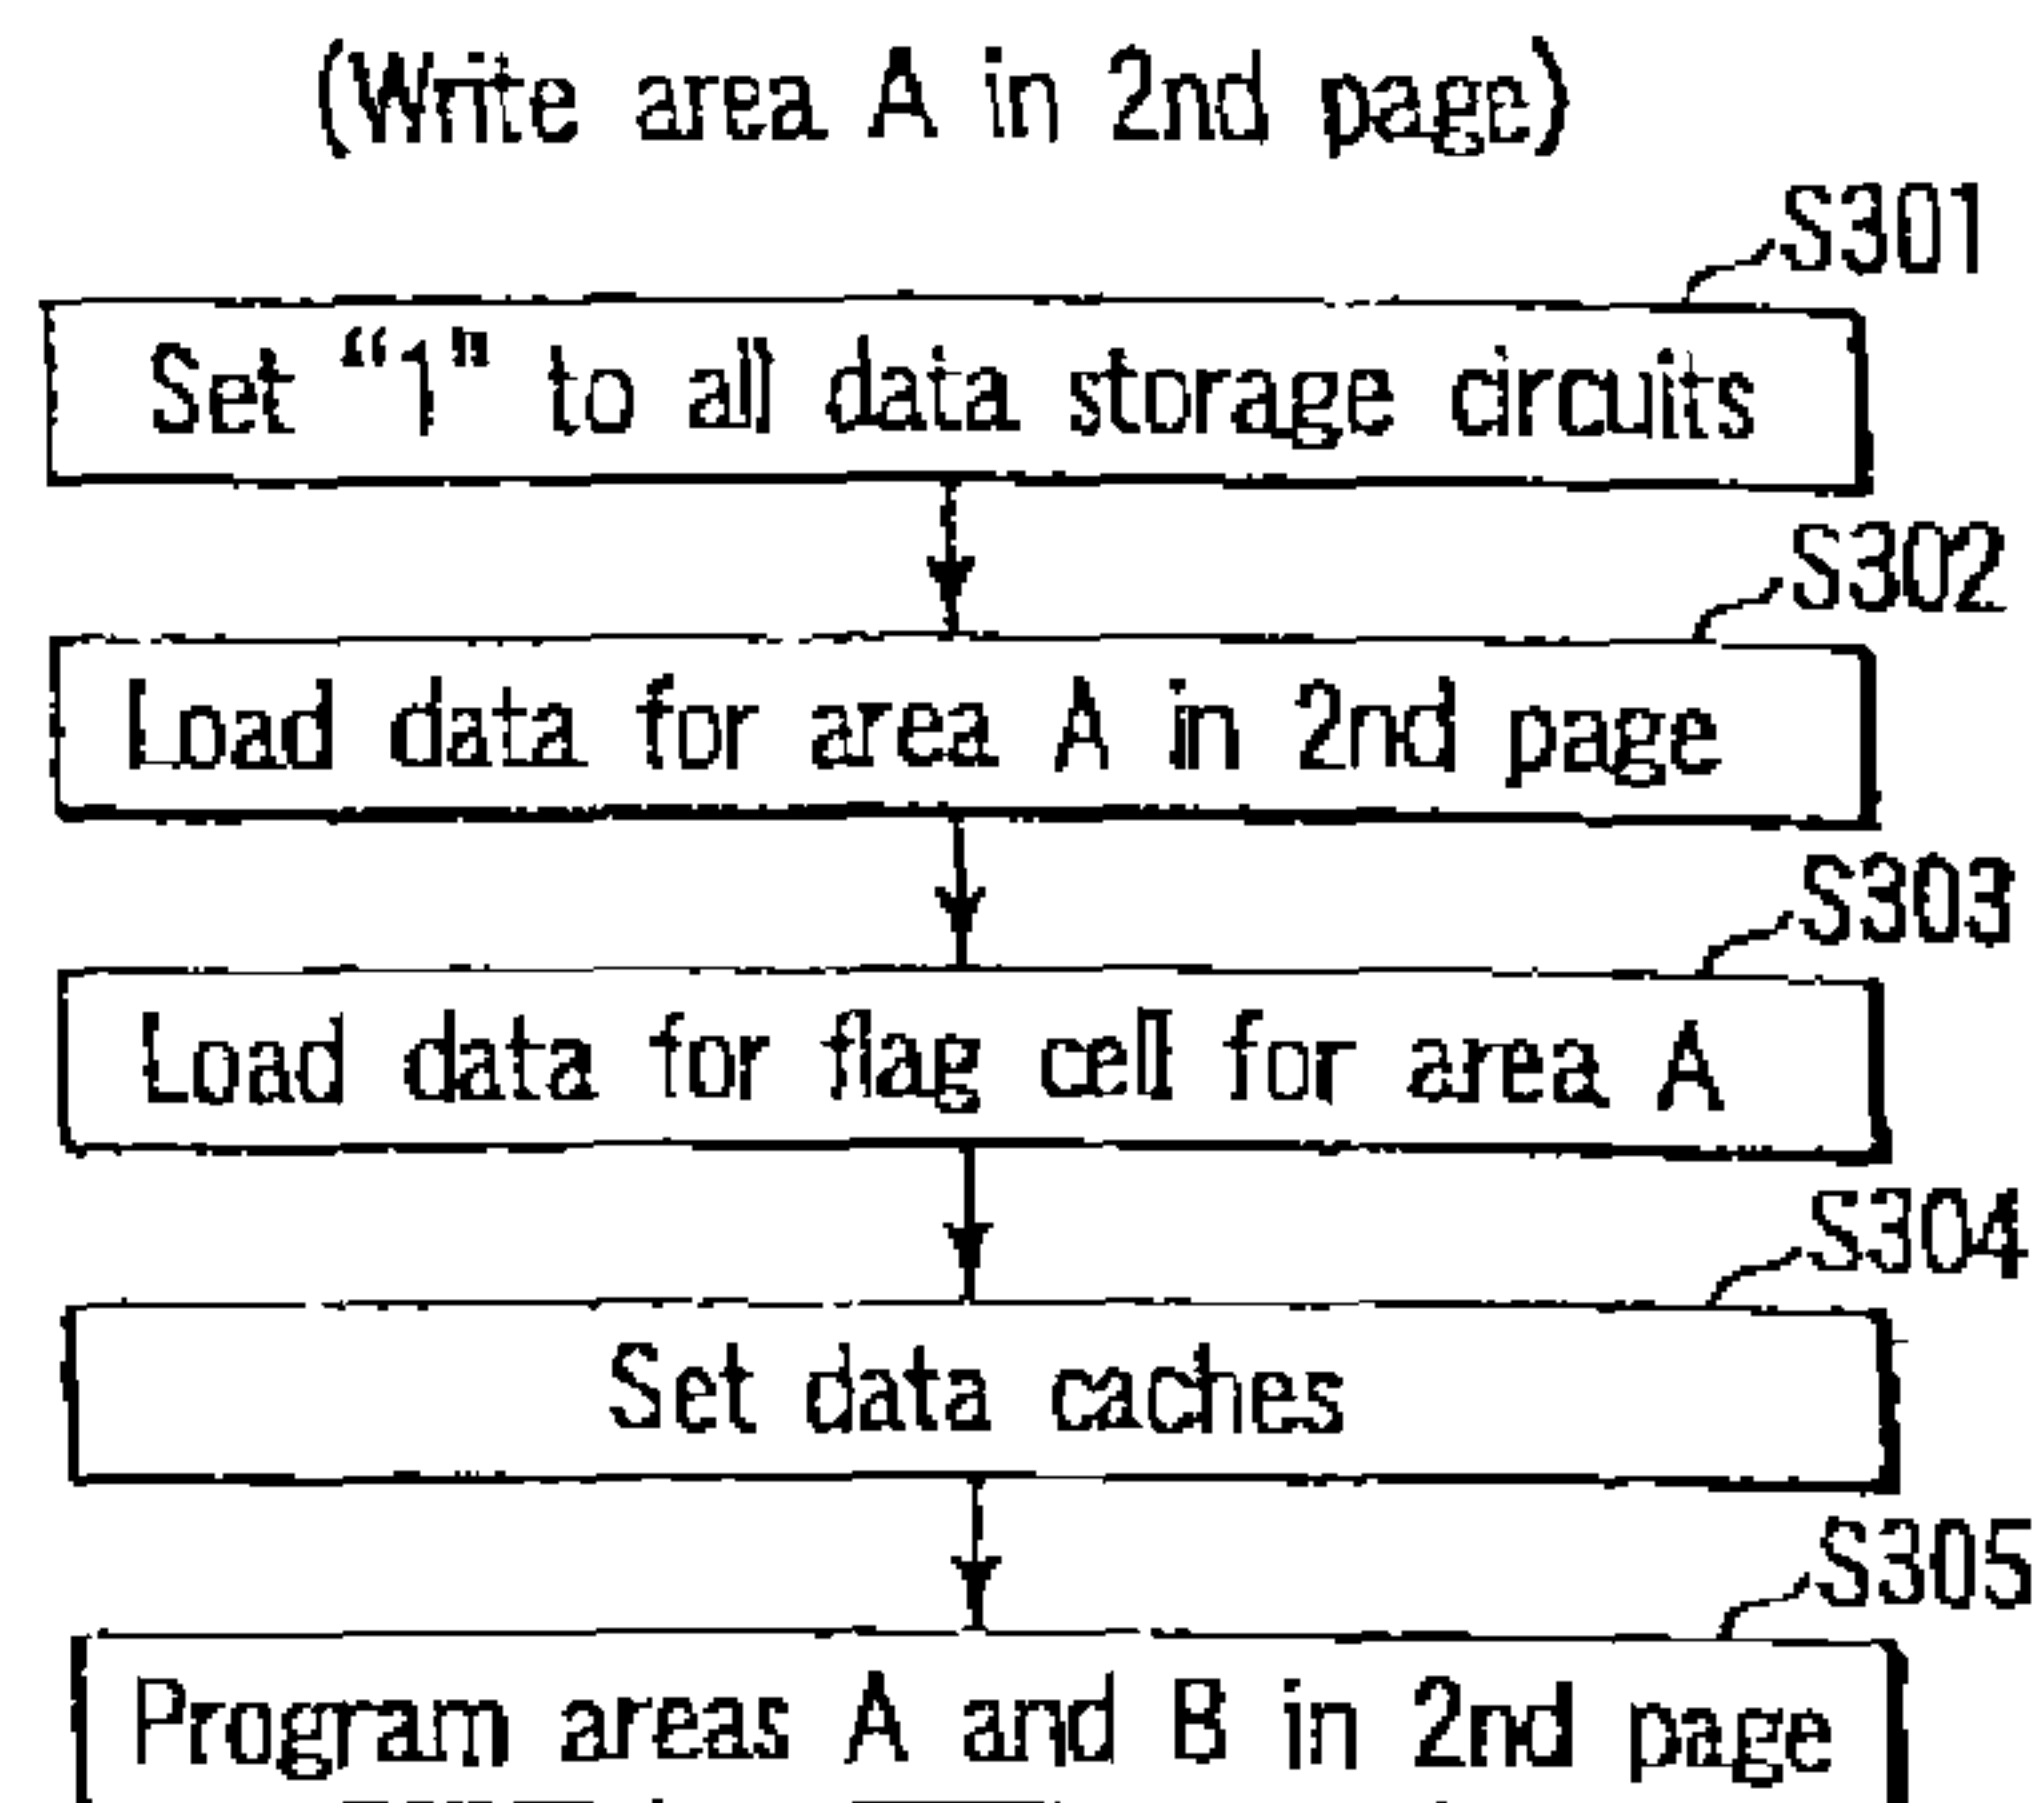 (Write area A in 2nd page)
S301
Set “1” to all data storage circuits
S302
Load data for area A in 2nd page
S303
Load data for flag cell for area A
S304
Set data caches
S305
Program areas A and B in 2nd page